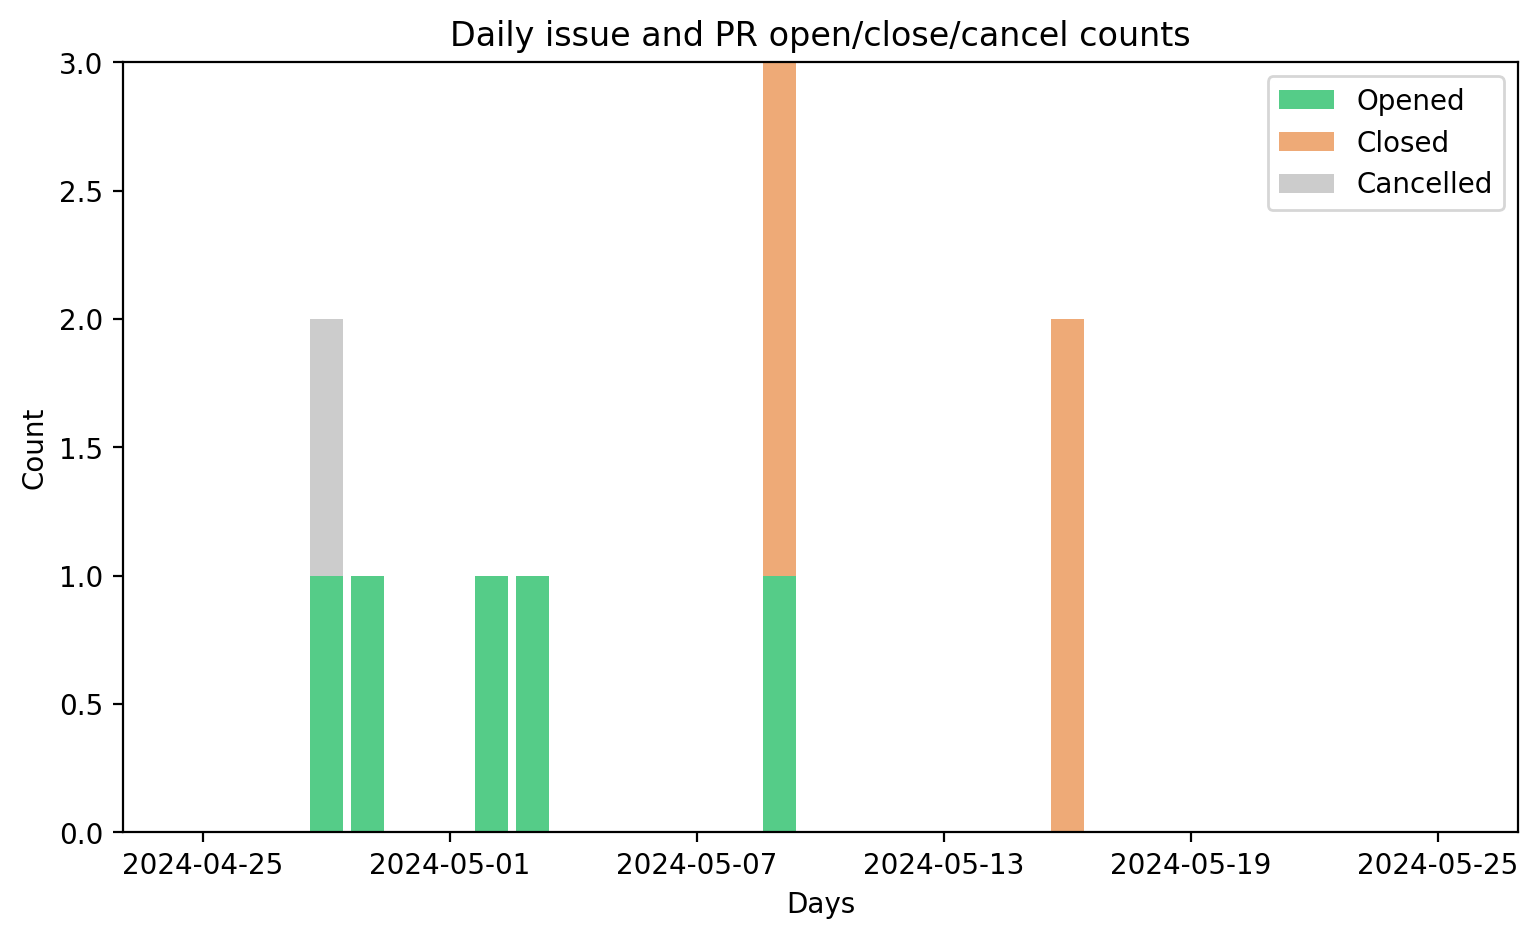 Daily issue and PR open/close/cancel counts
3.0
2.5
2.0
1.5
1.0
0.5
0.0
Count
Opened
Closed
Cancelled
2024-04-25
2024-05-01
2024-05-07
2024-05-13
2024-05-19
2024-05-25
Days